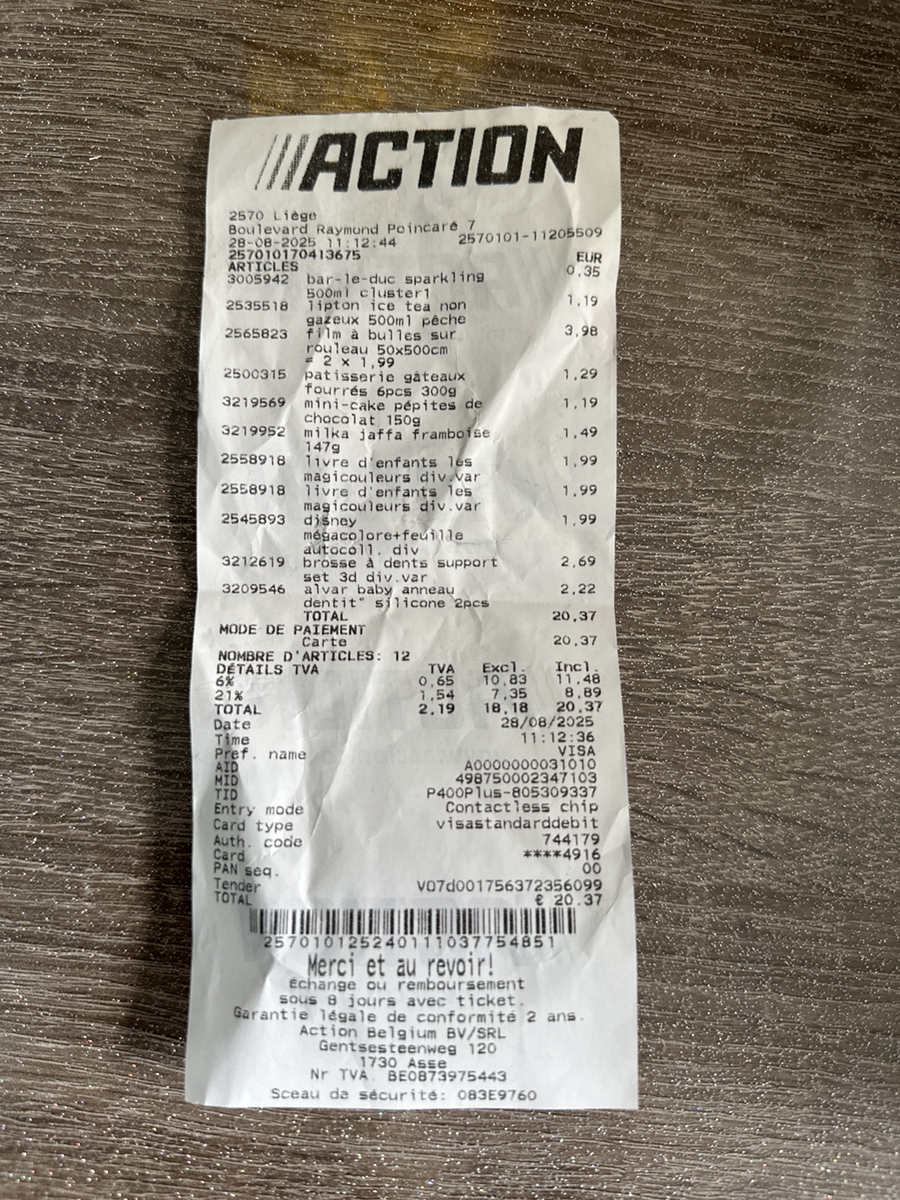 ACTION
2570 Liège
Boulevard Raymond Poincaré 7
28-08-2025 11:12:44 2570101-11205509
257010170413675 EUR
ARTICLES
3005942 bar-le-duc sparkling 0,35
500ml cluster1
2535518 lipton ice tea non 1,19
gazeux 500ml pêche
2565823 film à bulles sur 3,98
rouleau 50x500cm
= 2 x 1,99
2500315 patisserie gâteaux 1,29
fourrés 6pcs 300g
3219569 mini-cake pépites de 1,19
chocolat 150g
3219952 milka jaffa framboise 1,49
147g
2558918 livre d'enfants les 1,99
magicouleurs div.var
2558918 livre d'enfants les 1,99
magicouleurs div.var
2545893 disney 1,99
mégacolore+feuille
autocoll. div
3212619 brosse à dents support 2,69
set 3d div.var
3209546 alvar baby anneau 2,22
dentit° silicone 2pcs
TOTAL 20,37
MODE DE PAIEMENT
Carte 20,37
NOMBRE D'ARTICLES: 12
DÉTAILS TVA TVA Excl. Incl.
6% 0,65 10,83 11,48
21% 1,54 7,35 8,89
TOTAL 2,19 18,18 20,37
Date 28/08/2025
Time 11:12:36
Pref. name VISA
AID A0000000031010
MID 498750002347103
TID P400Plus-805309337
Entry mode Contactless chip
Card type visastandarddebit
Auth. code 744179
Card ****4916
PAN seq. 00
Tender V07d001756372356099
TOTAL € 20.37
2570101252401111037754851
Merci et au revoir!
Échange ou remboursement
sous 8 jours avec ticket.
Garantie légale de conformité 2 ans.
Action Belgium BV/SRL
Gentsesteenweg 120
1730 Asse
Nr TVA. BE0873975443
Sceau de sécurité: 083E9760